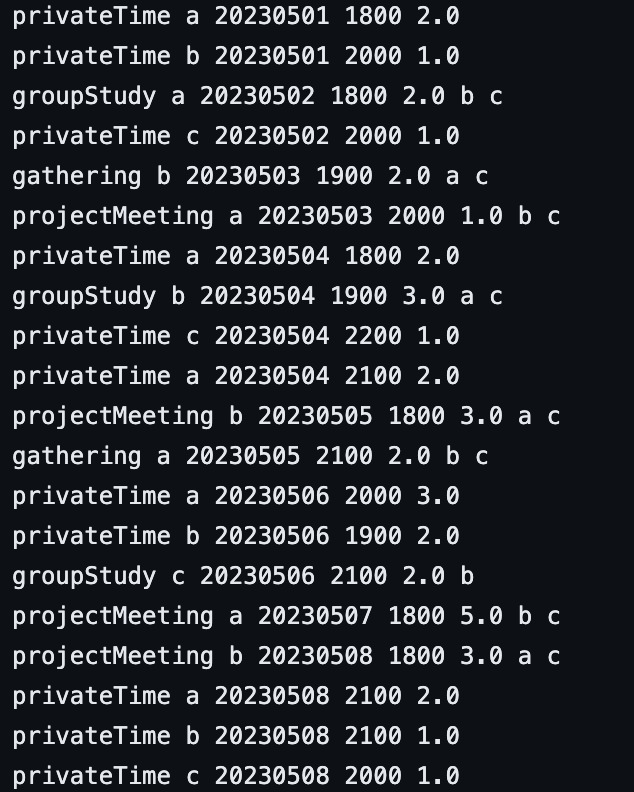 privateTime a 20230501 1800 2.0
privateTime b 20230501 2000 1.0
groupStudy a 20230502 1800 2.0 b c
privateTime c 20230502 2000 1.0
gathering b 20230503 1900 2.0 a c
projectMeeting a 20230503 2000 1.0 b c
privateTime a 20230504 1800 2.0
groupStudy b 20230504 1900 3.0 a c
privateTime c 20230504 2200 1.0
privateTime a 20230504 2100 2.0
projectMeeting b 20230505 1800 3.0 a c
gathering a 20230505 2100 2.0 b c
privateTime a 20230506 2000 3.0
privateTime b 20230506 1900 2.0
groupStudy c 20230506 2100 2.0 b
projectMeeting a 20230507 1800 5.0 b c
projectMeeting b 20230508 1800 3.0 a c
privateTime a 20230508 2100 2.0
privateTime b 20230508 2100 1.0
privateTime c 20230508 2000 1.0